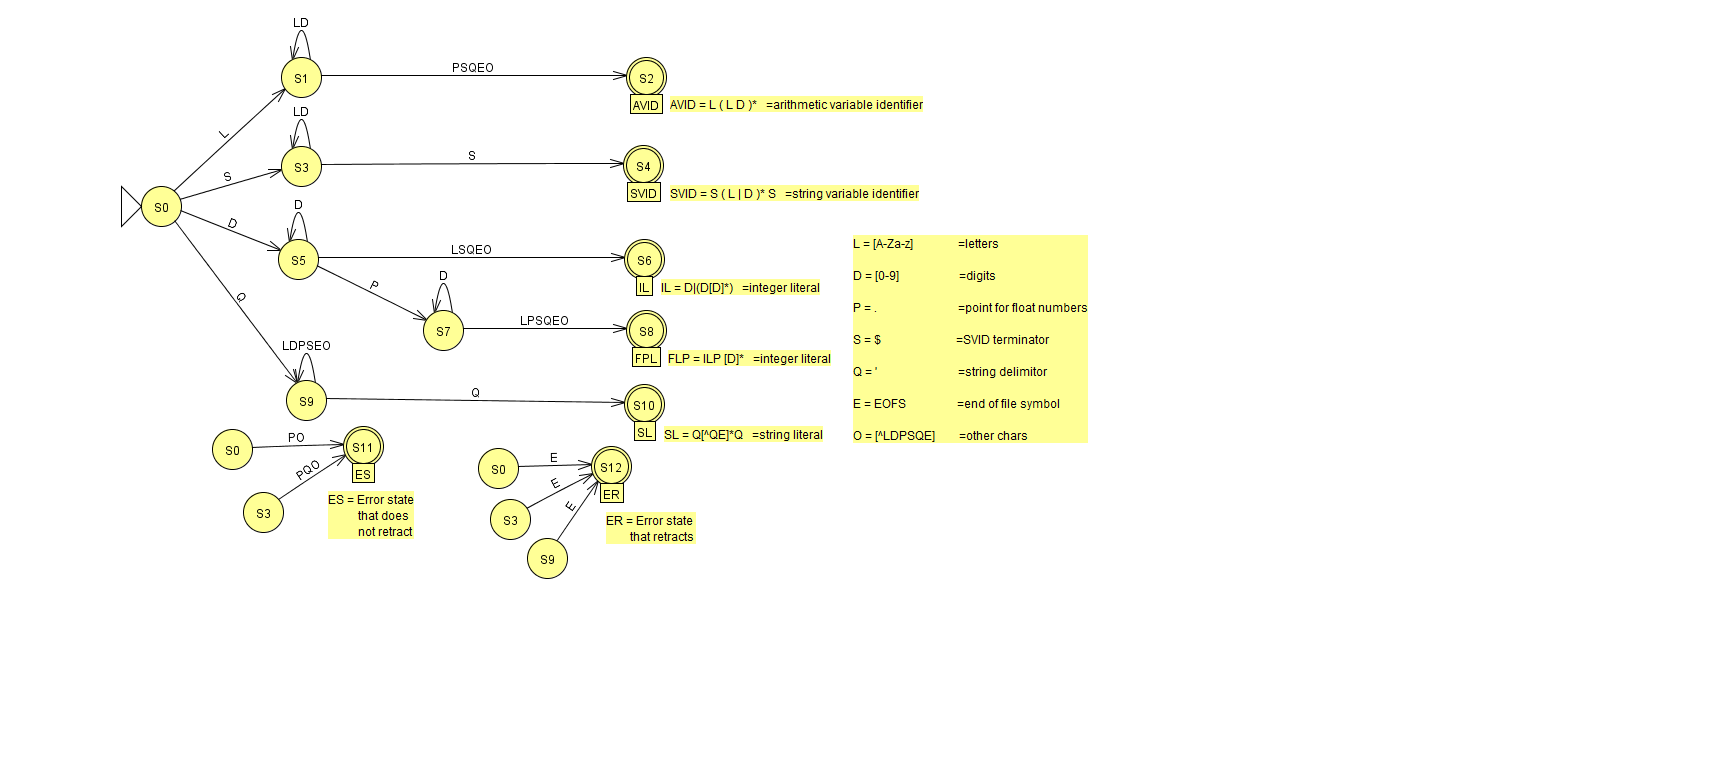 LD
S1
PSQEO
S2
AVID
AVID = L ( L D )* =arithmetic variable identifier
L
LD
S3
S
S4
SVID
SVID = S ( L | D )* S =string variable identifier
S
S0
D
D
S5
LSQEO
S6
IL
IL = D|(D[D]*) =integer literal
P
D
S7
LPSQEO
S8
FPL
FLP = ILP [D]* =integer literal
Q
LDPSEO
S9
Q
S10
SL
SL = Q[^QE]*Q =string literal
L = [A-Za-z] =letters
D = [0-9] =digits
P = . =point for float numbers
S = $ =SVID terminator
Q = ' =string delimitor
E = EOFS =end of file symbol
O = [^LDPSQE] =other chars
S0
PO
S11
ES
PQO
S3
ES = Error state
that does
not retract
S0
E
S12
ER
E
S3
E
S9
ER = Error state
that retracts